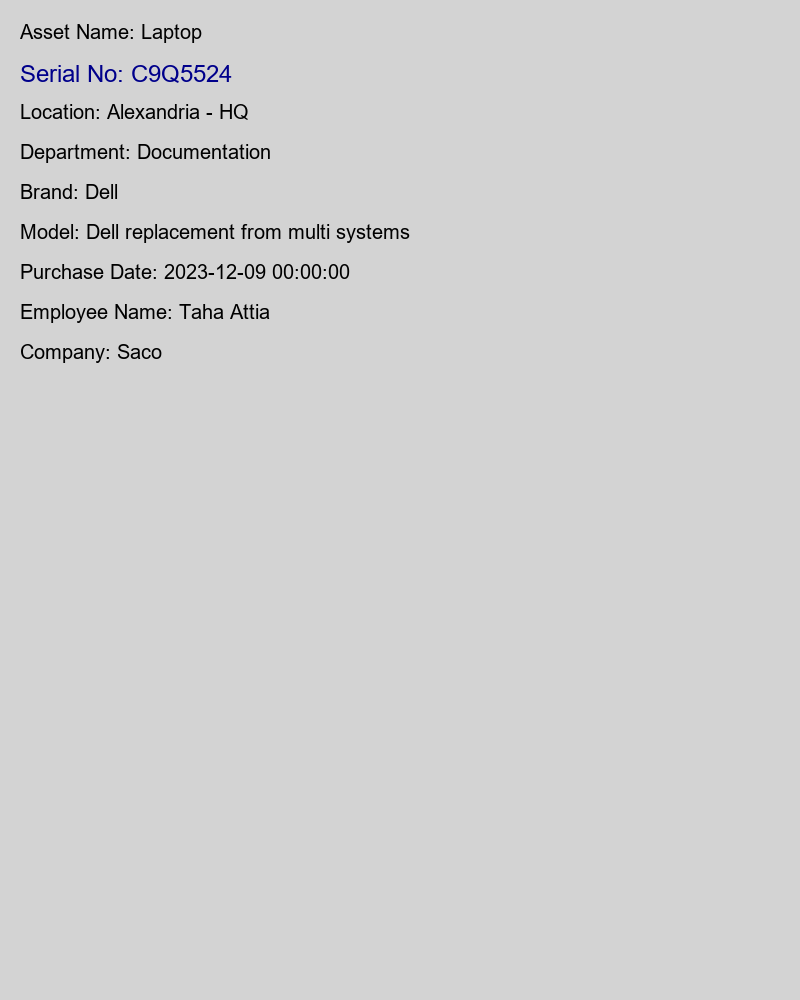 Asset Name: Laptop
Serial No: C9Q5524
Location: Alexandria - HQ
Department: Documentation
Brand: Dell
Model: Dell replacement from multi systems
Purchase Date: 2023-12-09 00:00:00
Employee Name: Taha Attia
Company: Saco